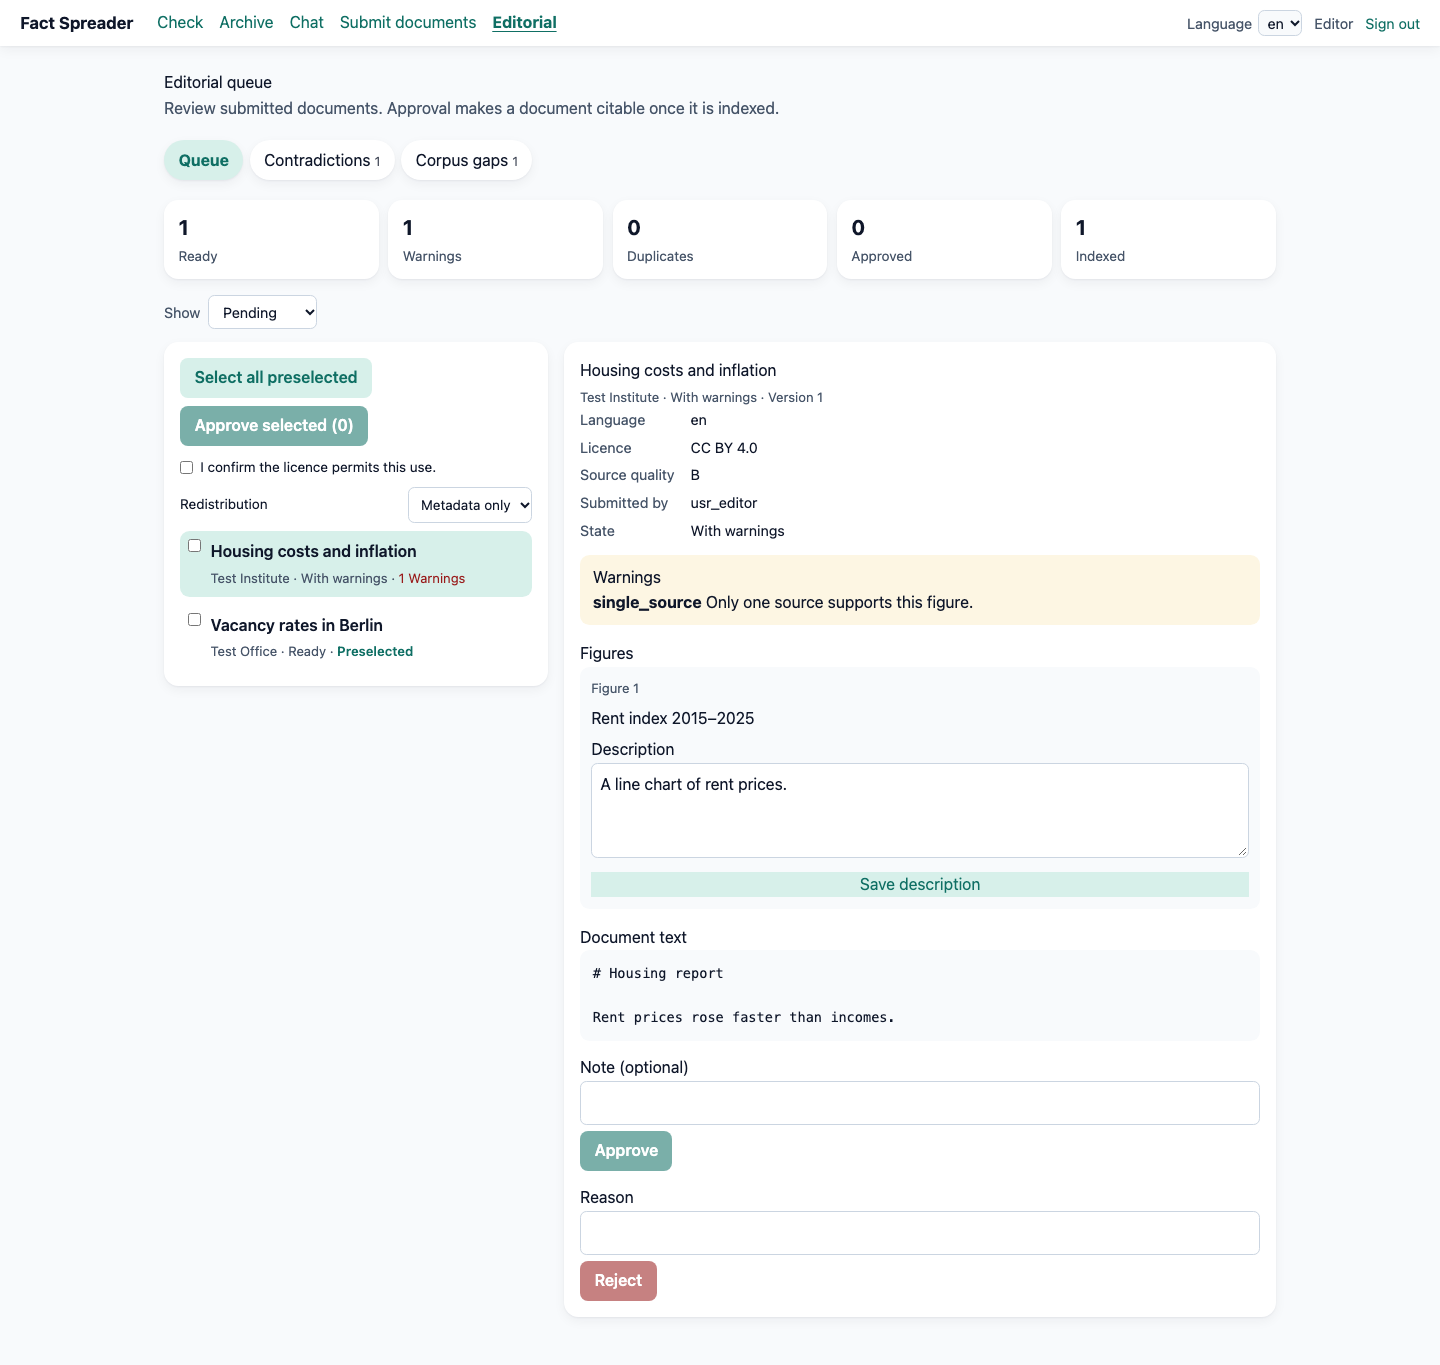 Fact Spreader Check Archive Chat Submit documents Editorial Language en Editor Sign out
Editorial queue
Review submitted documents. Approval makes a document citable once it is indexed.
Queue Contradictions 1 Corpus gaps 1
1 1 0 0 1
Ready Warnings Duplicates Approved Indexed
Show Pending
Select all preselected
Approve selected (0)
I confirm the licence permits this use.
Redistribution Metadata only
Housing costs and inflation
Test Institute · With warnings · 1 Warnings
Vacancy rates in Berlin
Test Office · Ready · Preselected
Housing costs and inflation
Test Institute · With warnings · Version 1
Language en
Licence CC BY 4.0
Source quality B
Submitted by usr_editor
State With warnings
Warnings
single_source Only one source supports this figure.
Figures
Figure 1
Rent index 2015–2025
Description
A line chart of rent prices.
Save description
Document text
# Housing report
Rent prices rose faster than incomes.
Note (optional)
Approve
Reason
Reject